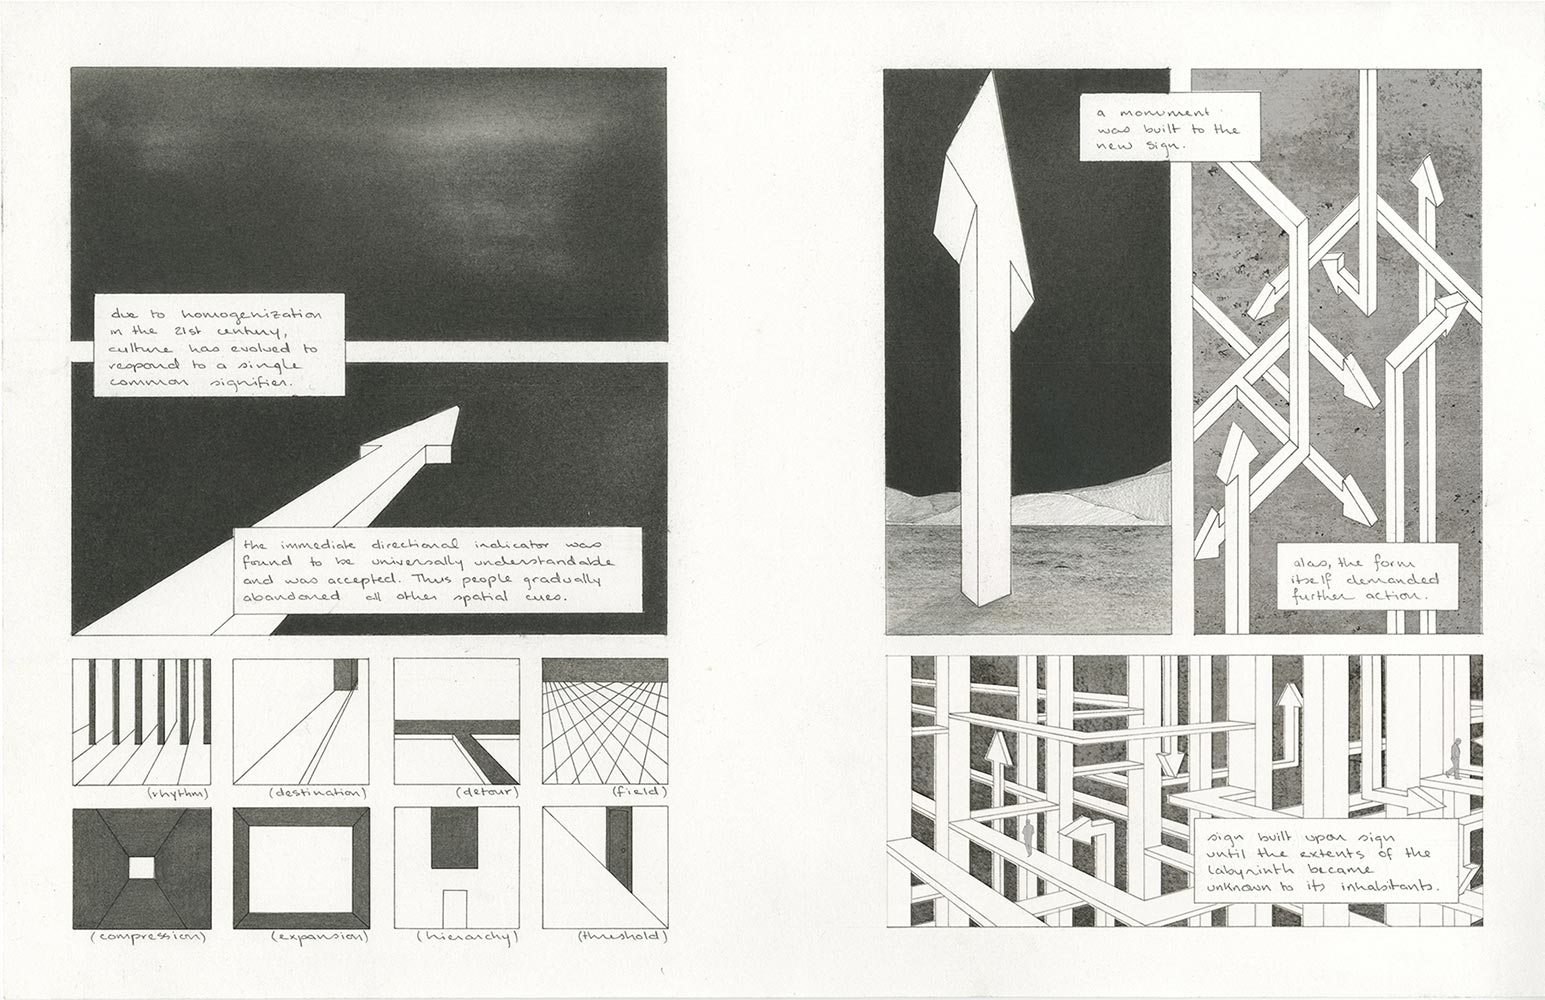 due to homogenization
in the 21st century,
culture has evolved to
respond to a single
common signifier.
the immediate directional indicator was
found to be universally understandable
and was accepted. Thus people gradually
abandoned all other spatial cues.
(rhythm)
(destination)
(detour)
(field)
(compression)
(expansion)
(hierarchy)
(threshold)
a monument
was built to the
new sign.
alas, the form
itself demanded
further action.
sign built upon sign
until the extents of the
labyrinth became
unknown to its inhabitants.